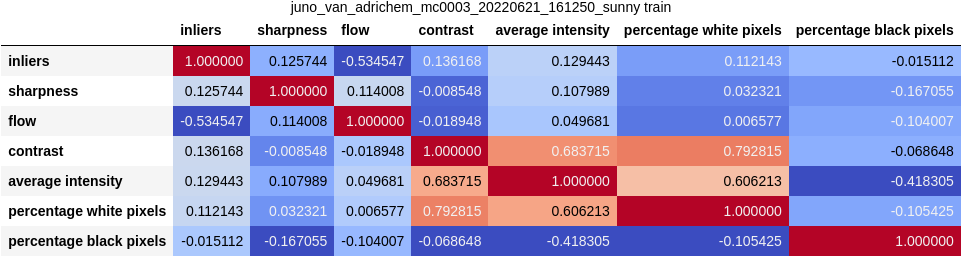 juno_van_adrichem_mc0003_20220621_161250_sunny train
inliers sharpness flow contrast average intensity percentage white pixels percentage black pixels
inliers 1.000000 0.125744 -0.534547 0.136168 0.129443 0.112143 -0.015112
sharpness 0.125744 1.000000 0.114008 -0.008548 0.107989 0.032321 -0.167055
flow -0.534547 0.114008 1.000000 -0.018948 0.049681 0.006577 -0.104007
contrast 0.136168 -0.008548 -0.018948 1.000000 0.683715 0.792815 -0.068648
average intensity 0.129443 0.107989 0.049681 0.683715 1.000000 0.606213 -0.418305
percentage white pixels 0.112143 0.032321 0.006577 0.792815 0.606213 1.000000 -0.105425
percentage black pixels -0.015112 -0.167055 -0.104007 -0.068648 -0.418305 -0.105425 1.000000